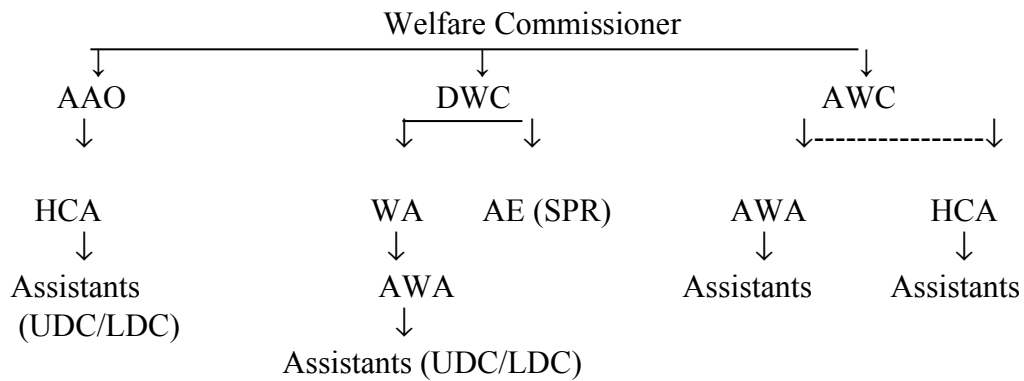 Welfare Commissioner
AAO DWC AWC
HCA WA AE (SPR) AWA HCA
Assistants AWA Assistants Assistants
(UDC/LDC)
Assistants (UDC/LDC)